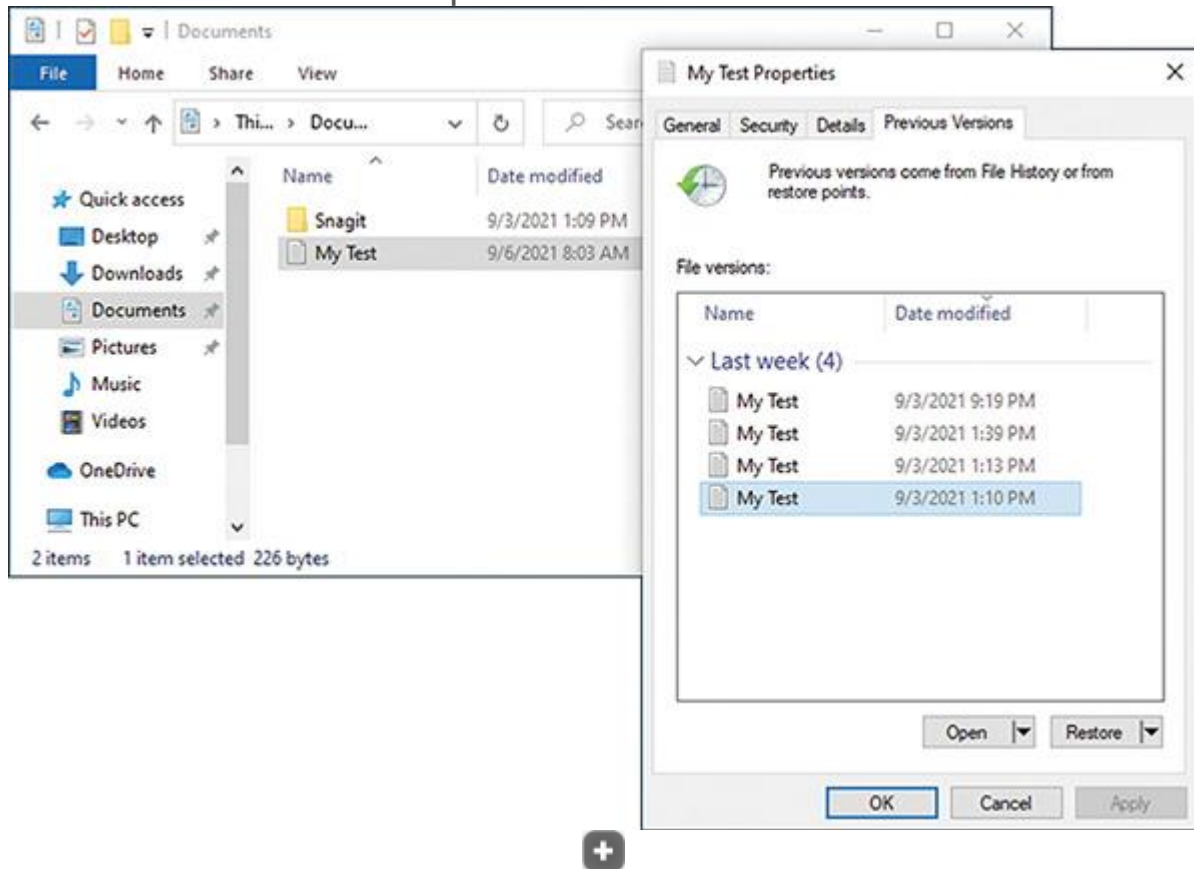 Documents
File Home Share View
Thi... > Docu...
Sear
Name Date modified
Quick access
Desktop
Downloads
Documents
Pictures
Music
Videos
OneDrive
This PC
Snagit 9/3/2021 1:09 PM
My Test 9/6/2021 8:03 AM
2 items 1 item selected 226 bytes
My Test Properties
General Security Details Previous Versions
Previous versions come from File History or from
restore points.
File versions:
Name Date modified
Last week (4)
My Test 9/3/2021 9:19 PM
My Test 9/3/2021 1:39 PM
My Test 9/3/2021 1:13 PM
My Test 9/3/2021 1:10 PM
Open Restore
OK Cancel Apply